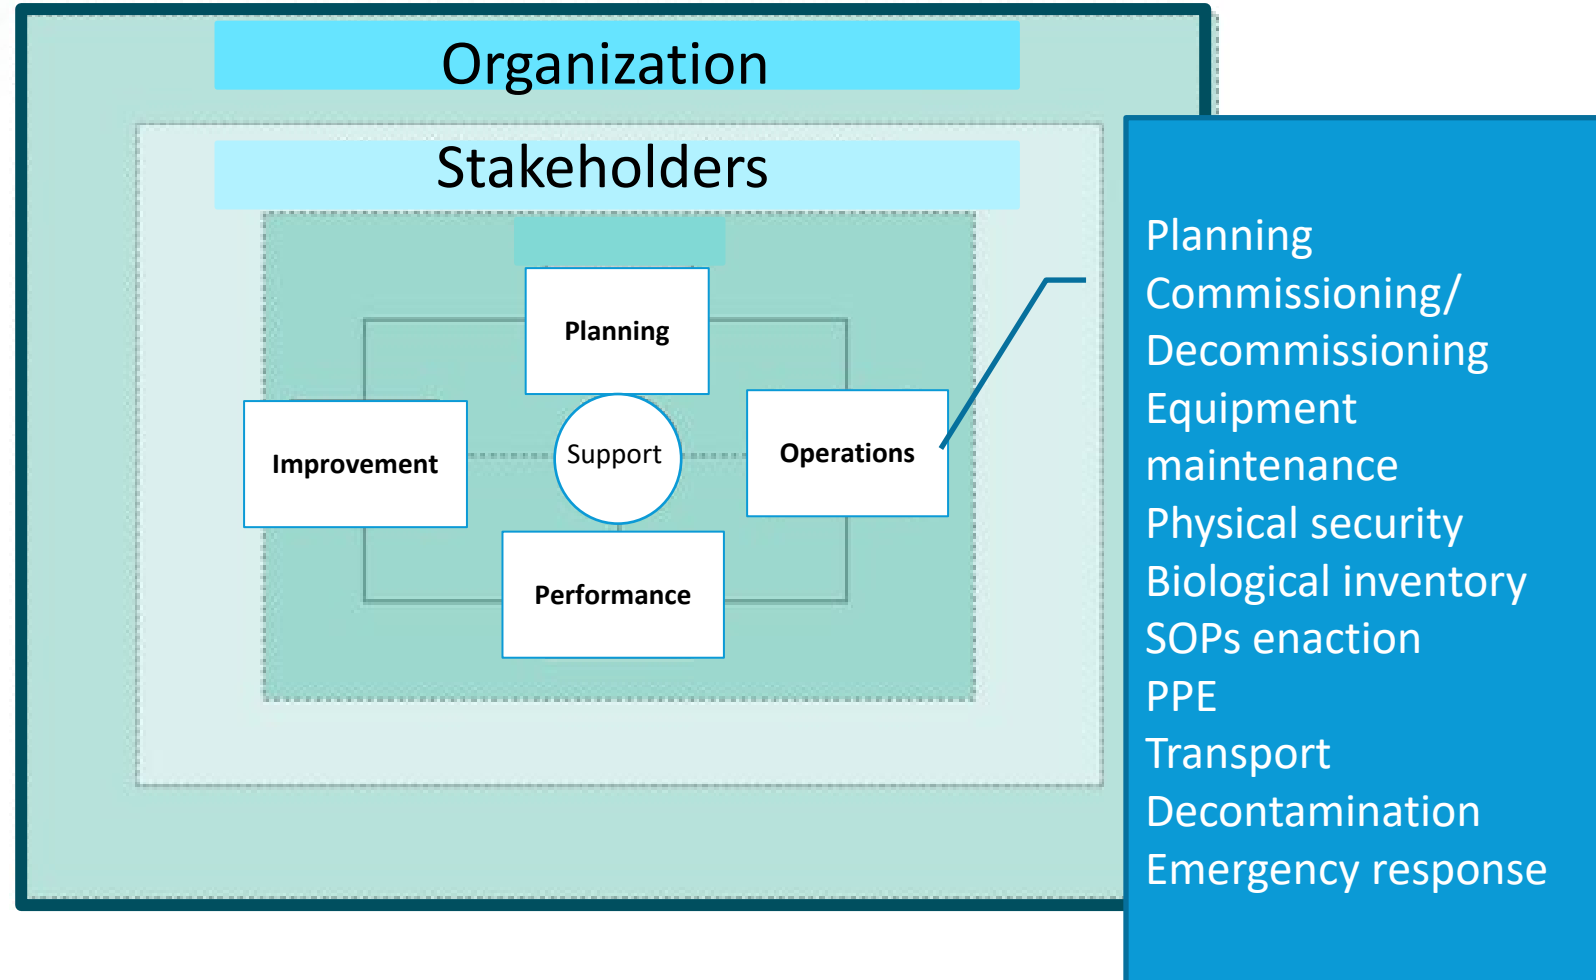 Organization
Stakeholders
Planning
Improvement
Support
Operations
Performance
Planning
Commissioning/
Decommissioning
Equipment
maintenance
Physical security
Biological inventory
SOPs enaction
PPE
Transport
Decontamination
Emergency response